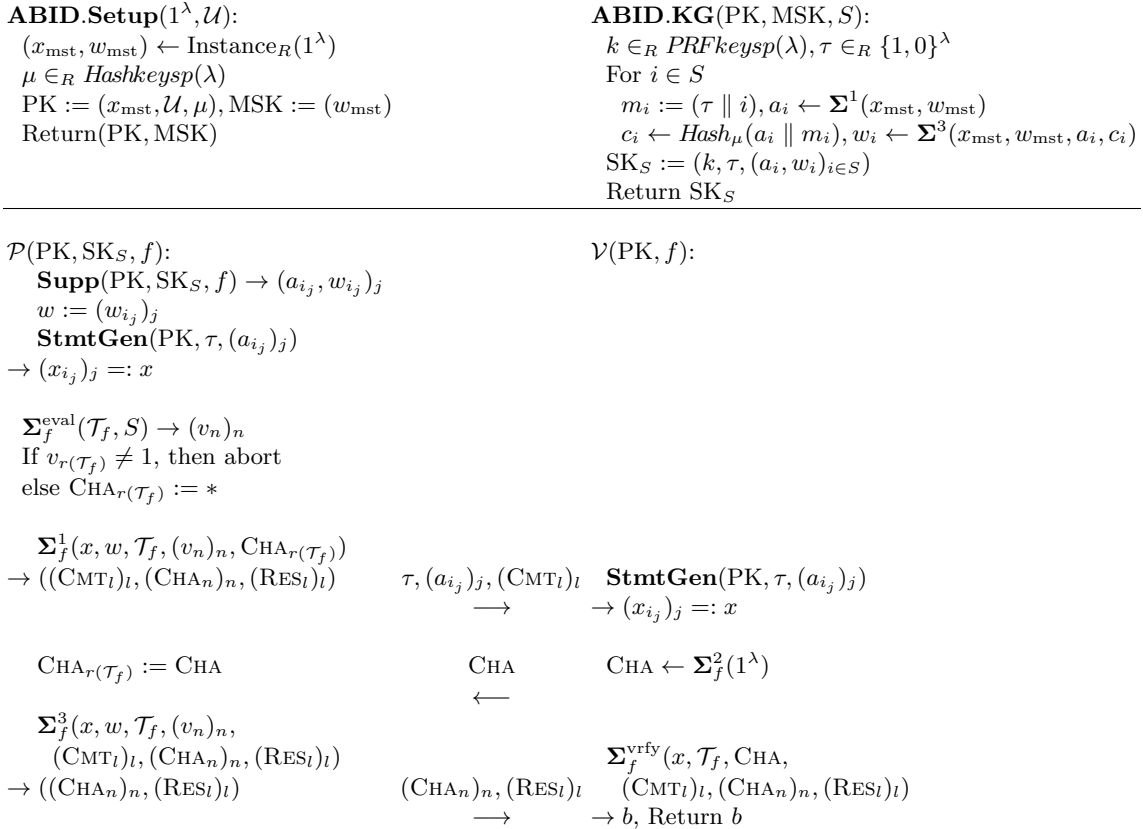 ABID.Setup(1^λ, 𝒰):
(x_mst, w_mst) ← Instance_R(1^λ)
μ ∈_R Hashkeysp(λ)
PK := (x_mst, 𝒰, μ), MSK := (w_mst)
Return(PK, MSK)
ABID.KG(PK, MSK, S):
k ∈_R PRFkeysp(λ), τ ∈_R {1, 0}^λ
For i ∈ S
m_i := (τ ∥ i), a_i ← Σ^1(x_mst, w_mst)
c_i ← Hash_μ(a_i ∥ m_i), w_i ← Σ^3(x_mst, w_mst, a_i, c_i)
SK_S := (k, τ, (a_i, w_i)_{i∈S})
Return SK_S
𝒫(PK, SK_S, f): 𝒱(PK, f):
Supp(PK, SK_S, f) → (a_{i_j}, w_{i_j})_j
w := (w_{i_j})_j
StmtGen(PK, τ, (a_{i_j})_j)
→ (x_{i_j})_j =: x
Σ_f^eval(𝒯_f, S) → (v_n)_n
If v_{r(𝒯_f)} ≠ 1, then abort
else CHA_{r(𝒯_f)} := ∗
Σ_f^1(x, w, 𝒯_f, (v_n)_n, CHA_{r(𝒯_f)})
→ ((CMT_l)_l, (CHA_n)_n, (RES_l)_l) τ, (a_{i_j})_j, (CMT_l)_l StmtGen(PK, τ, (a_{i_j})_j)
⟶ → (x_{i_j})_j =: x
CHA_{r(𝒯_f)} := CHA CHA CHA ← Σ_f^2(1^λ)
⟵
Σ_f^3(x, w, 𝒯_f, (v_n)_n,
(CMT_l)_l, (CHA_n)_n, (RES_l)_l) Σ_f^vrfy(x, 𝒯_f, CHA,
→ ((CHA_n)_n, (RES_l)_l) (CHA_n)_n, (RES_l)_l (CMT_l)_l, (CHA_n)_n, (RES_l)_l)
⟶ → b, Return b